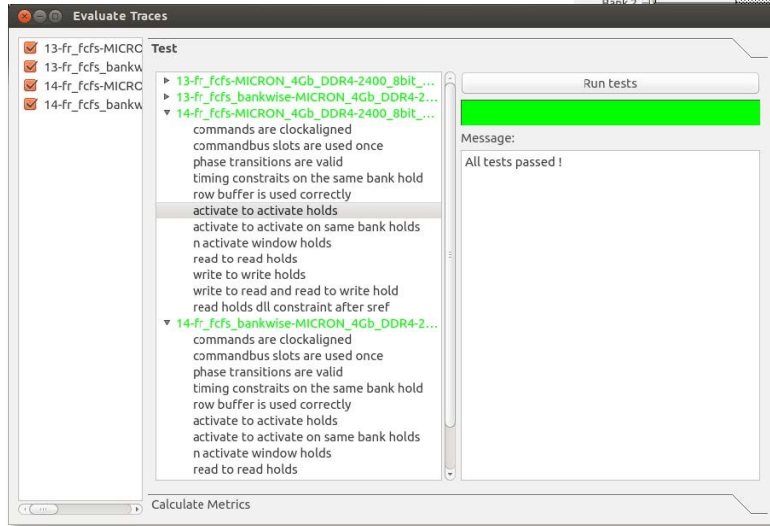 Evaluate Traces
13-fr_fcfs-MICRO
13-fr_fcfs_bankw
14-fr_fcfs-MICRO
14-fr_fcfs_bankw
Test
13-fr_fcfs-MICRON_4Gb_DDR4-2400_8bit_...
13-fr_fcfs_bankwise-MICRON_4Gb_DDR4-2...
14-fr_fcfs-MICRON_4Gb_DDR4-2400_8bit_...
commands are clockaligned
commandbus slots are used once
phase transitions are valid
timing constraits on the same bank hold
row buffer is used correctly
activate to activate holds
activate to activate on same bank holds
n activate window holds
read to read holds
write to write holds
write to read and read to write hold
read holds dll constraint after sref
14-fr_fcfs_bankwise-MICRON_4Gb_DDR4-2...
commands are clockaligned
commandbus slots are used once
phase transitions are valid
timing constraits on the same bank hold
row buffer is used correctly
activate to activate holds
activate to activate on same bank holds
n activate window holds
read to read holds
Run tests
Message:
All tests passed !
Calculate Metrics